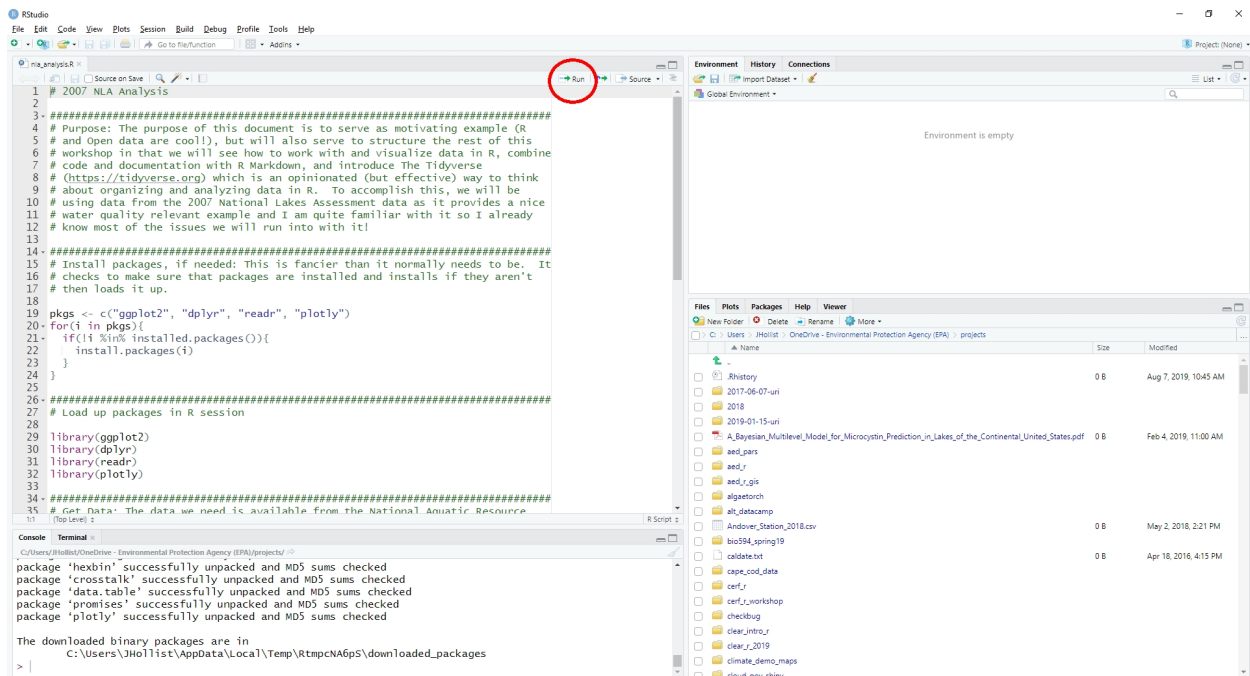 RStudio
File Edit Code View Plots Session Build Debug Profile Tools Help
Go to file/function Addins Project: (None)
nla_analysis.R
Source on Save Run Source
1 # 2007 NLA Analysis
2
3 ################################################################################
4 # Purpose: The purpose of this document is to serve as motivating example (R
5 # and Open data are cool!), but will also serve to structure the rest of this
6 # workshop in that we will see how to work with and visualize data in R, combine
7 # code and documentation with R Markdown, and introduce The Tidyverse
8 # (https://tidyverse.org) which is an opinionated (but effective) way to think
9 # about organizing and analyzing data in R.  To accomplish this, we will be
10 # using data from the 2007 National Lakes Assessment data as it provides a nice
11 # water quality relevant example and I am quite familiar with it so I already
12 # know most of the issues we will run into with it!
13
14 ################################################################################
15 # Install packages, if needed: This is fancier than it normally needs to be.  It
16 # checks to make sure that packages are installed and installs if they aren't
17 # then loads it up.
18
19 pkgs <- c("ggplot2", "dplyr", "readr", "plotly")
20 for(i in pkgs){
21   if(!i %in% installed.packages()){
22     install.packages(i)
23   }
24 }
25
26 ################################################################################
27 # Load up packages in R session
28
29 library(ggplot2)
30 library(dplyr)
31 library(readr)
32 library(plotly)
33
34 ################################################################################
35 # Get Data: The data we need is available from the National Aquatic Resource
1:1 (Top Level) R Script
Console Terminal
C:/Users/JHollist/OneDrive - Environmental Protection Agency (EPA)/projects/
package 'hexbin' successfully unpacked and MD5 sums checked
package 'crosstalk' successfully unpacked and MD5 sums checked
package 'data.table' successfully unpacked and MD5 sums checked
package 'promises' successfully unpacked and MD5 sums checked
package 'plotly' successfully unpacked and MD5 sums checked

The downloaded binary packages are in
        C:\Users\JHollist\AppData\Local\Temp\RtmpcNA6pS\downloaded_packages
>
Environment History Connections
Import Dataset List
Global Environment
Environment is empty
Files Plots Packages Help Viewer
New Folder Delete Rename More
C: Users JHollist OneDrive - Environmental Protection Agency (EPA) projects ...
Name Size Modified
..
.Rhistory 0 B Aug 7, 2019, 10:45 AM
2017-06-07-uri
2018
2019-01-15-uri
A_Bayesian_Multilevel_Model_for_Microcystin_Prediction_in_Lakes_of_the_Continental_United_States.pdf 0 B Feb 4, 2019, 11:00 AM
aed_pars
aed_r
aed_r_gis
algaetorch
alt_datacamp
Andover_Station_2018.csv 0 B May 2, 2018, 2:21 PM
bio594_spring19
caldate.txt 0 B Apr 18, 2016, 4:15 PM
cape_cod_data
cerf_r
cerf_r_workshop
checkbug
clear_intro_r
clear_r_2019
climate_demo_maps